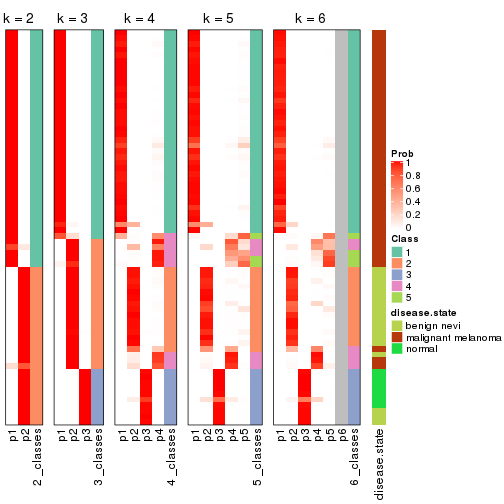 k = 2
k = 3
k = 4
k = 5
k = 6
Prob
1
0.8
0.6
0.4
0.2
0
Class
1
2
3
4
5
disease.state
benign nevi
malignant melanoma
normal
p1
p2
2_classes
p1
p2
p3
3_classes
p1
p2
p3
p4
4_classes
p1
p2
p3
p4
p5
5_classes
p1
p2
p3
p4
p5
p6
6_classes
disease.state